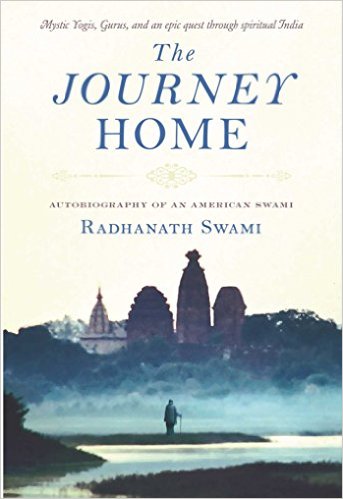 Mystic Yogis, Gurus, and an epic quest through spiritual India
The
JOURNEY
HOME
AUTOBIOGRAPHY OF AN AMERICAN SWAMI
RADHANATH SWAMI